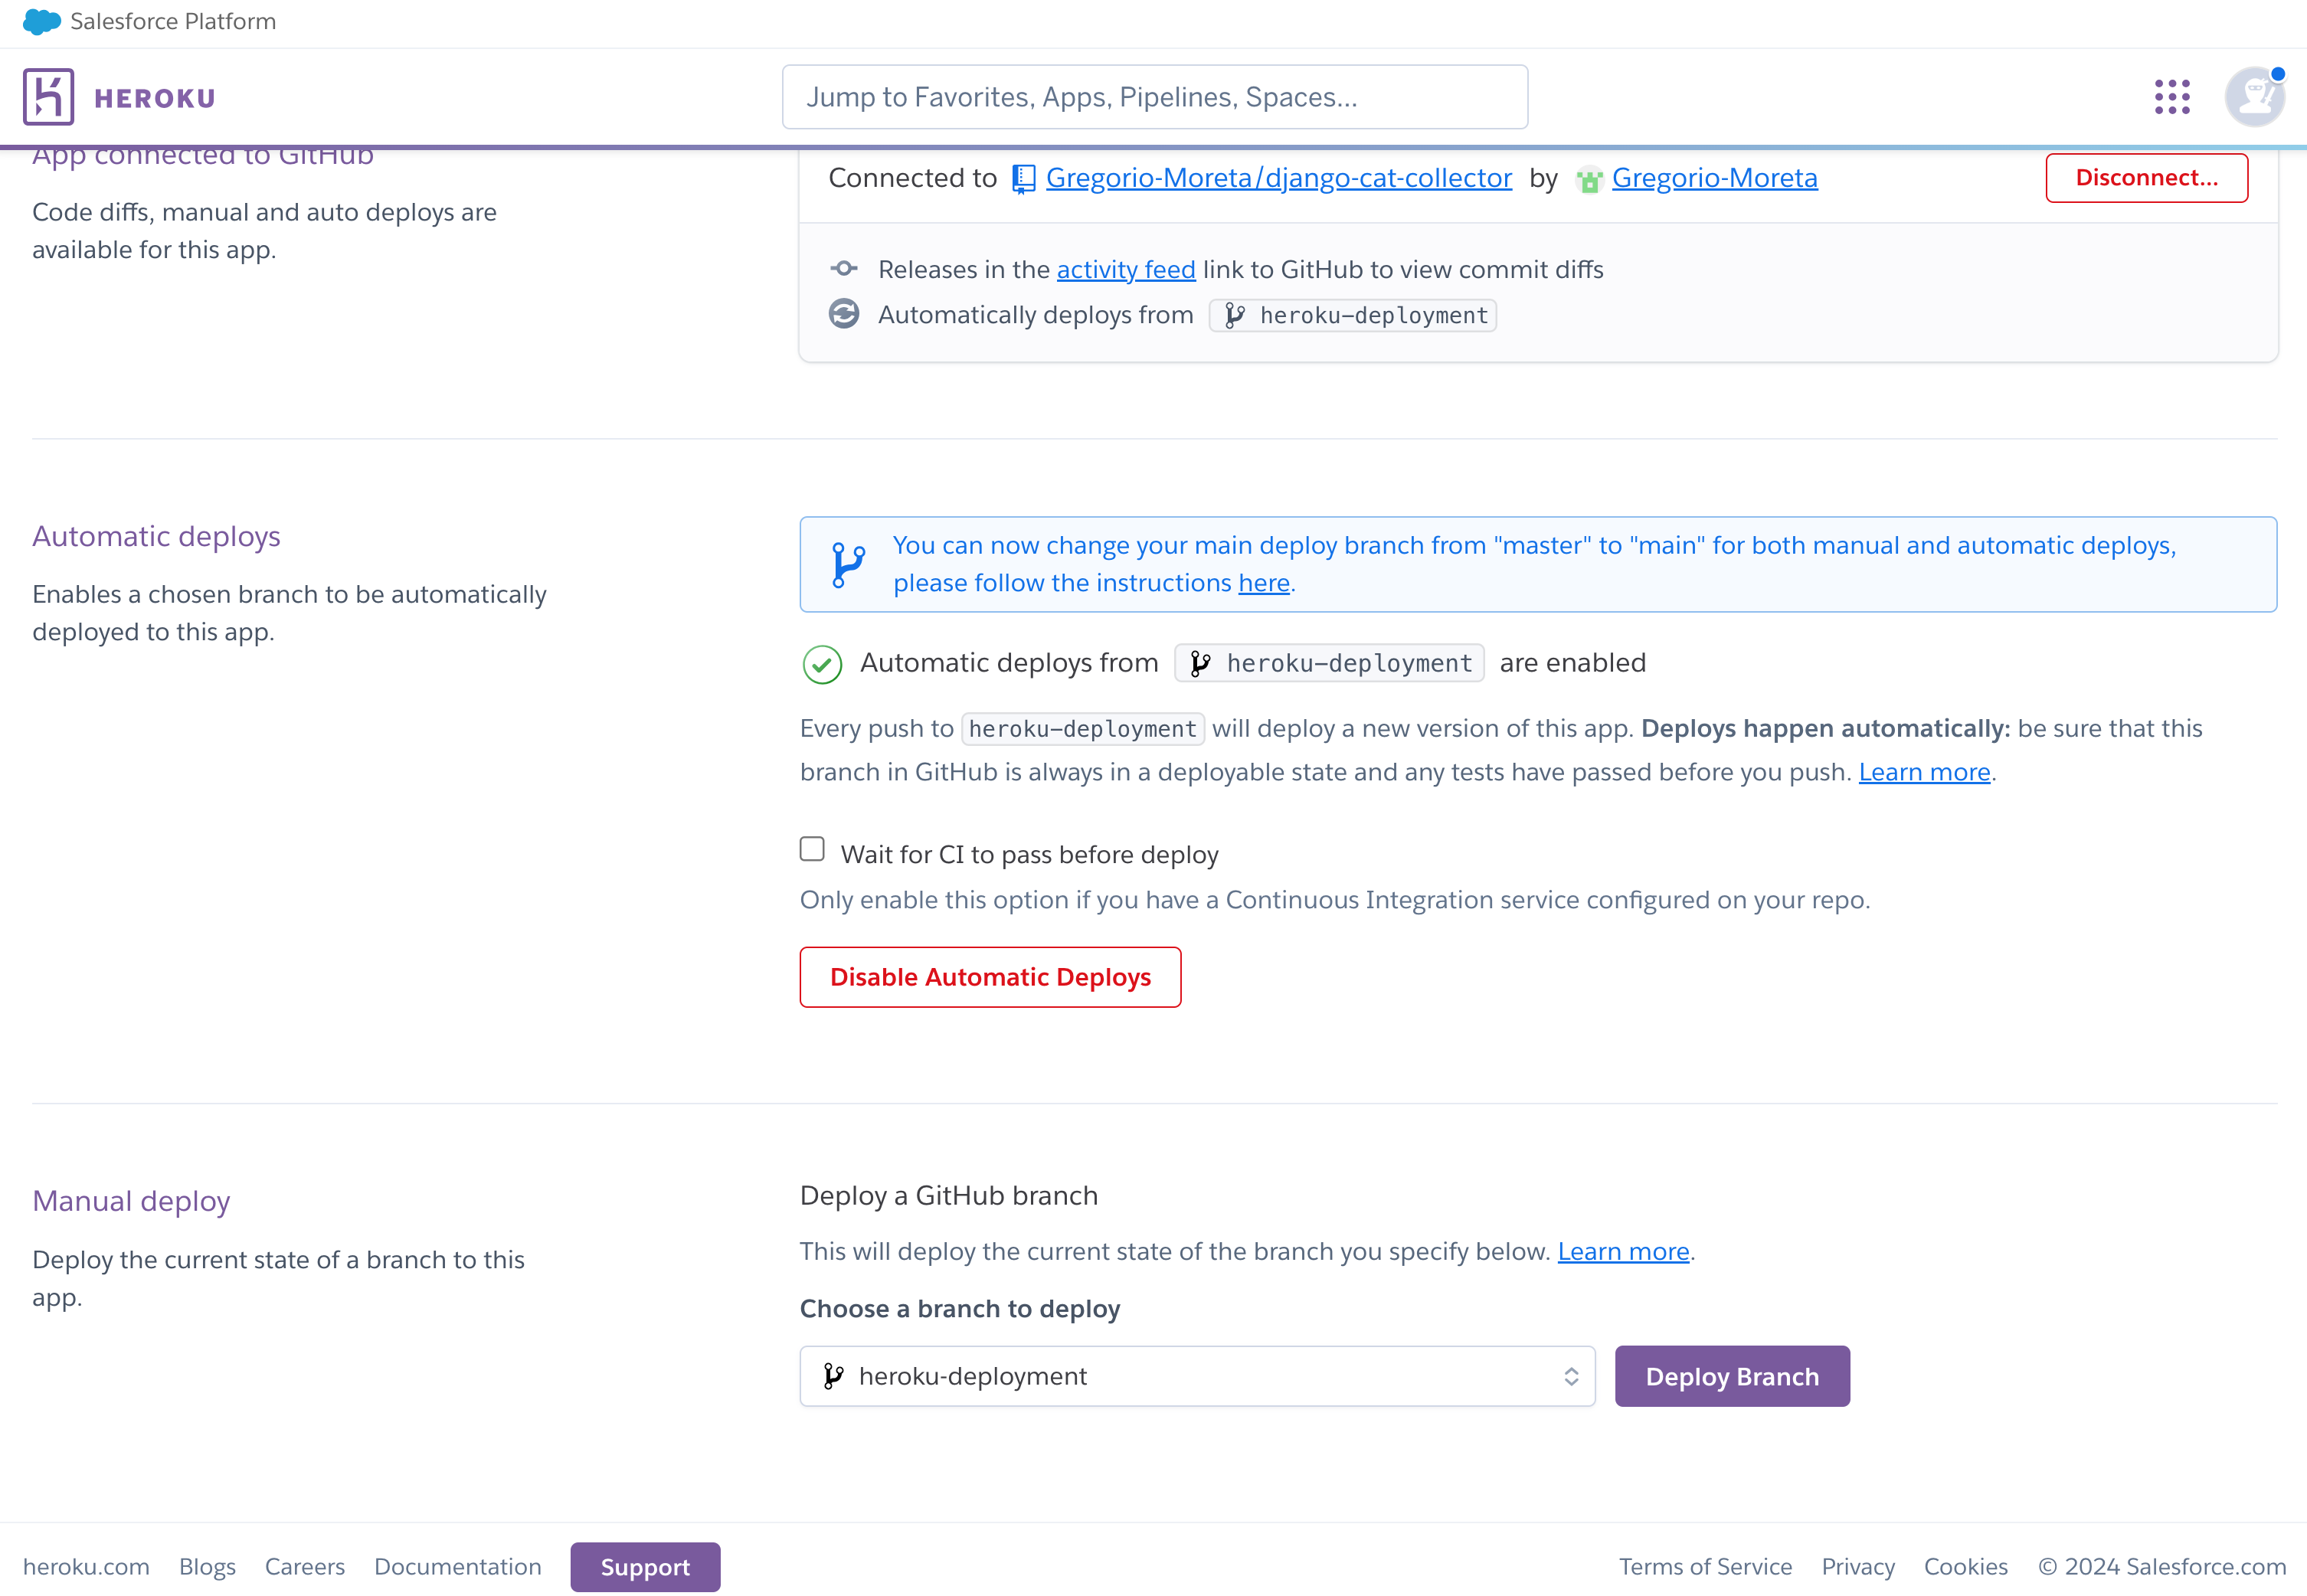 Salesforce Platform
HEROKU
Jump to Favorites, Apps, Pipelines, Spaces...
App connected to GitHub
Code diffs, manual and auto deploys are
available for this app.
Connected to Gregorio-Moreta/django-cat-collector by Gregorio-Moreta
Disconnect...
Releases in the activity feed link to GitHub to view commit diffs
Automatically deploys from heroku-deployment
Automatic deploys
Enables a chosen branch to be automatically
deployed to this app.
You can now change your main deploy branch from "master" to "main" for both manual and automatic deploys,
please follow the instructions here.
Automatic deploys from heroku-deployment are enabled
Every push to heroku-deployment will deploy a new version of this app. Deploys happen automatically: be sure that this
branch in GitHub is always in a deployable state and any tests have passed before you push. Learn more.
Wait for CI to pass before deploy
Only enable this option if you have a Continuous Integration service configured on your repo.
Disable Automatic Deploys
Manual deploy
Deploy the current state of a branch to this
app.
Deploy a GitHub branch
This will deploy the current state of the branch you specify below. Learn more.
Choose a branch to deploy
heroku-deployment
Deploy Branch
heroku.com Blogs Careers Documentation Support
Terms of Service Privacy Cookies © 2024 Salesforce.com